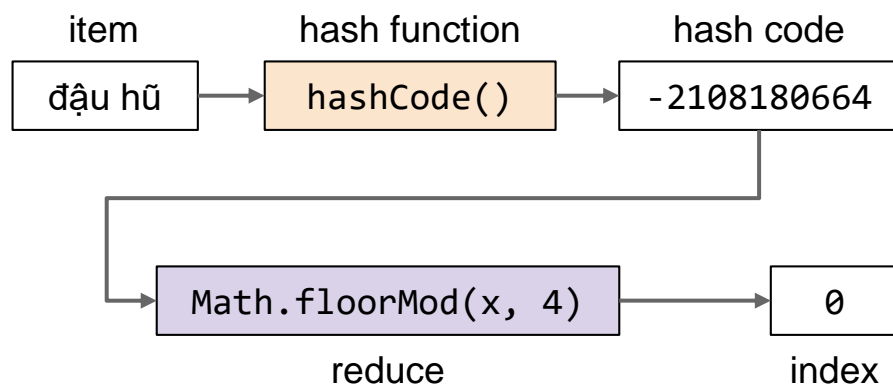 item hash function hash code
đậu hũ hashCode() -2108180664
Math.floorMod(x, 4) 0
reduce index